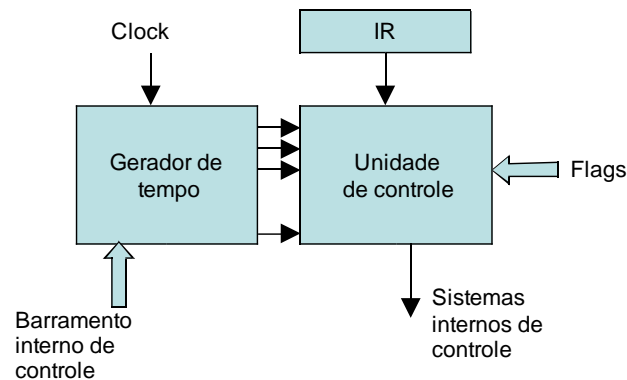 Clock
IR
Gerador de
tempo
Unidade
de controle
Flags
Barramento
interno de
controle
Sistemas
internos de
controle